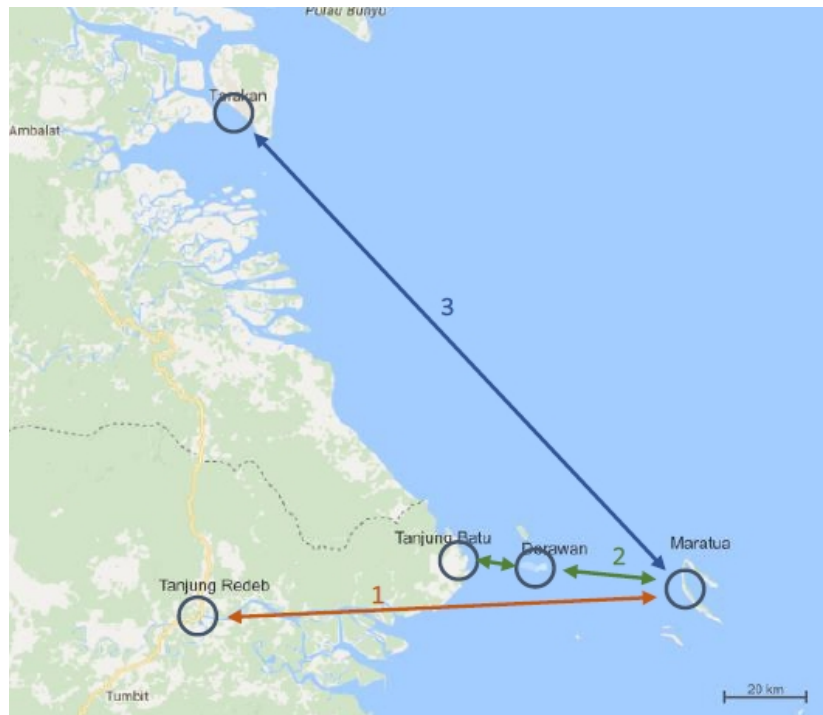 Pulau Bunyu
Tarakan
Ambalat
3
Tanjung Batu
Derawan
2
Maratua
Tanjung Redeb
1
Tumbit
20 km